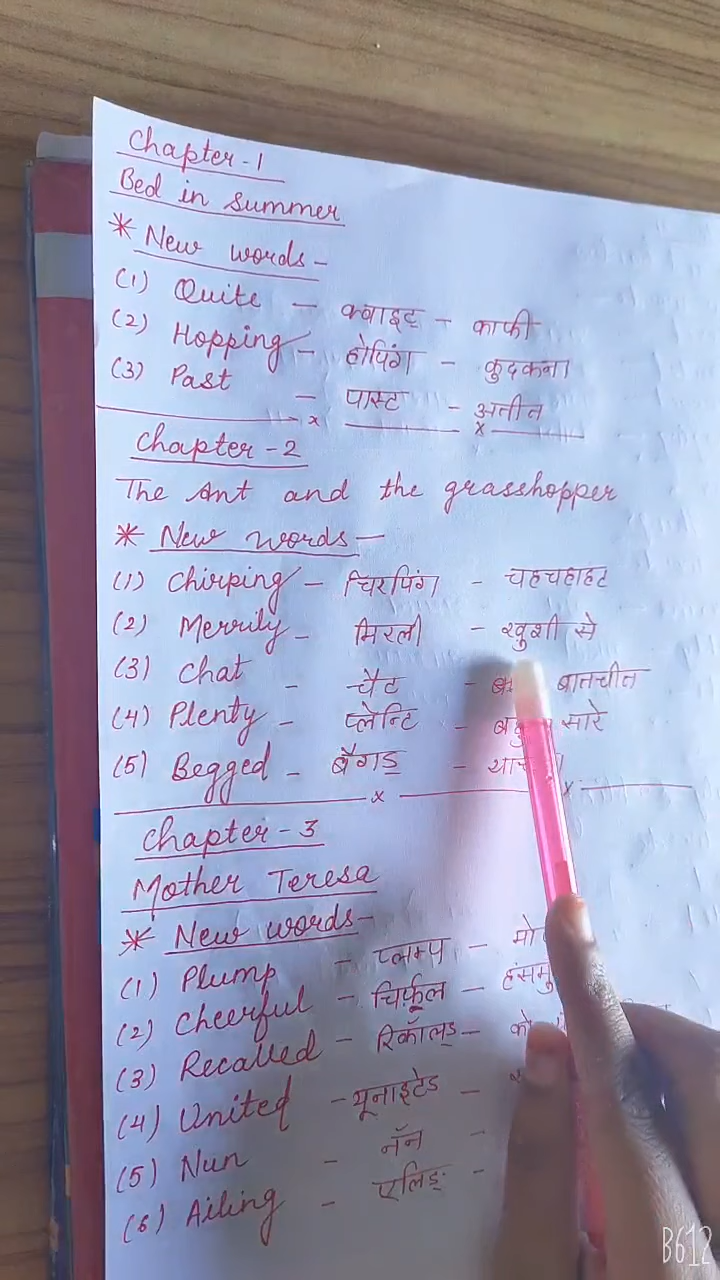 Chapter-1
Bed in summer
* New words-
(1) Quite - क्वाइट् - काफी
(2) Hopping - होपिंग - कुदकना
(3) Past - पास्ट - अतीत
x x
Chapter-2
The Ant and the grasshopper
* New words-
(1) Chirping - चिरपिंग - चहचहाहट
(2) Merrily - मिरली - खुशी से
(3) Chat - चैट - बातचीत
(4) Plenty - प्लेन्टि - सारे
(5) Begged - बैगड्
x x
Chapter-3
Mother Teresa
* New words-
(1) Plump - प्लम्प -
(2) Cheerful - चिर्फुल -
(3) Recalled - रिकॉल्ड् -
(4) United - यूनाइटेड -
(5) Nun - नॅन -
(6) Ailing - एलिङ् -
B612